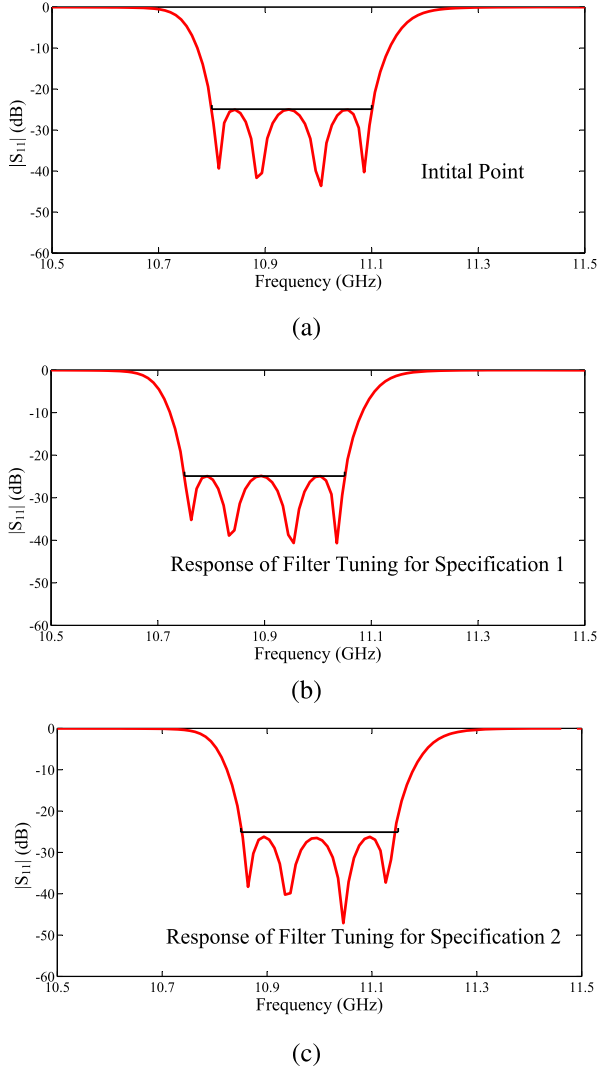 0
-10
-20
-30
-40
-50
-60
|S11| (dB)
Intital Point
10.5 10.7 10.9 11.1 11.3 11.5
Frequency (GHz)
(a)
0
-10
-20
-30
-40
-50
-60
|S11| (dB)
Response of Filter Tuning for Specification 1
10.5 10.7 10.9 11.1 11.3 11.5
Frequency (GHz)
(b)
0
-10
-20
-30
-40
-50
-60
|S11| (dB)
Response of Filter Tuning for Specification 2
10.5 10.7 10.9 11.1 11.3 11.5
Frequency (GHz)
(c)